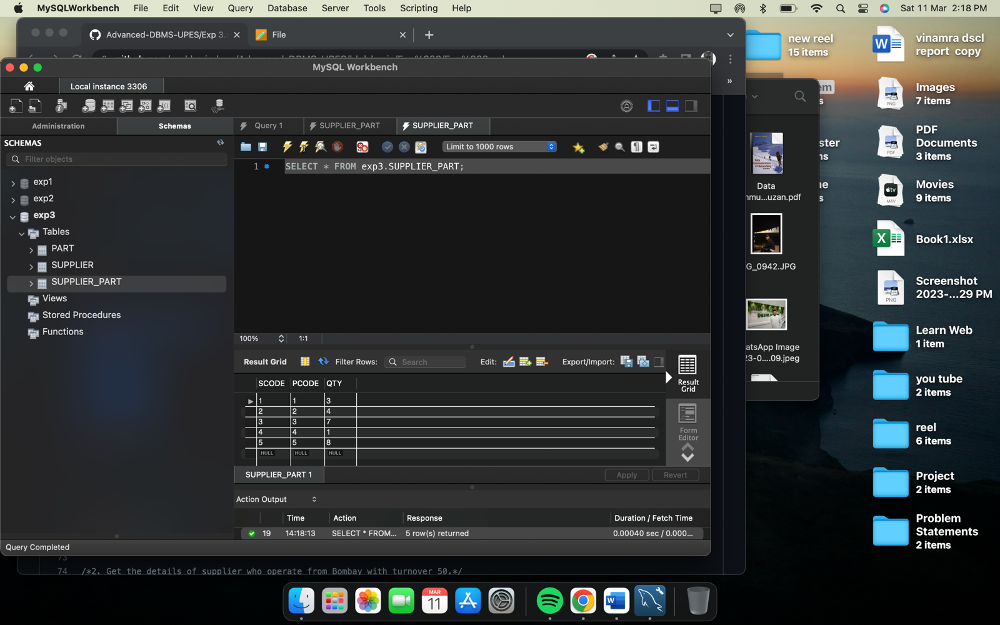 MySQLWorkbench File Edit View Query Database Server Tools Scripting Help Sat 11 Mar 2:18 PM
Advanced-DBMS-UPES/Exp 3. File
MySQL Workbench
Local instance 3306
Administration Schemas Query 1 SUPPLIER_PART SUPPLIER_PART
SCHEMAS
Limit to 1000 rows
Filter objects
1 SELECT * FROM exp3.SUPPLIER_PART;
exp1
exp2
exp3
Tables
PART
SUPPLIER
SUPPLIER_PART
Views
Stored Procedures
Functions
100% 1:1
Result Grid Filter Rows: Search Edit: Export/Import:
SCODE PCODE QTY
1 1 3
2 2 4
3 3 7
4 4 1
5 5 8
NULL NULL NULL
Result
Grid
Form
Editor
SUPPLIER_PART 1 Apply Revert
Action Output
Time Action Response Duration / Fetch Time
19 14:18:13 SELECT * FROM... 5 row(s) returned 0.00040 sec / 0.000...
Query Completed
73
74 /*2. Get the details of supplier who operate from Bombay with turnover 50.*/
new reel
15 items
em
s
ster
ns
ne
s
Data
mmu...uzan.pdf
G_0942.JPG
DEHRA
atsApp Image
23-0....09.jpeg
vinamra dscl
report copy
Images
7 items
PNG
PDF
Documents
3 items
PDF
Movies
9 items
tv
M4V
Book1.xlsx
Screenshot
2023-...29 PM
PNG
Learn Web
1 item
you tube
2 items
reel
6 items
Project
2 items
Problem
Statements
2 items
MAR
11